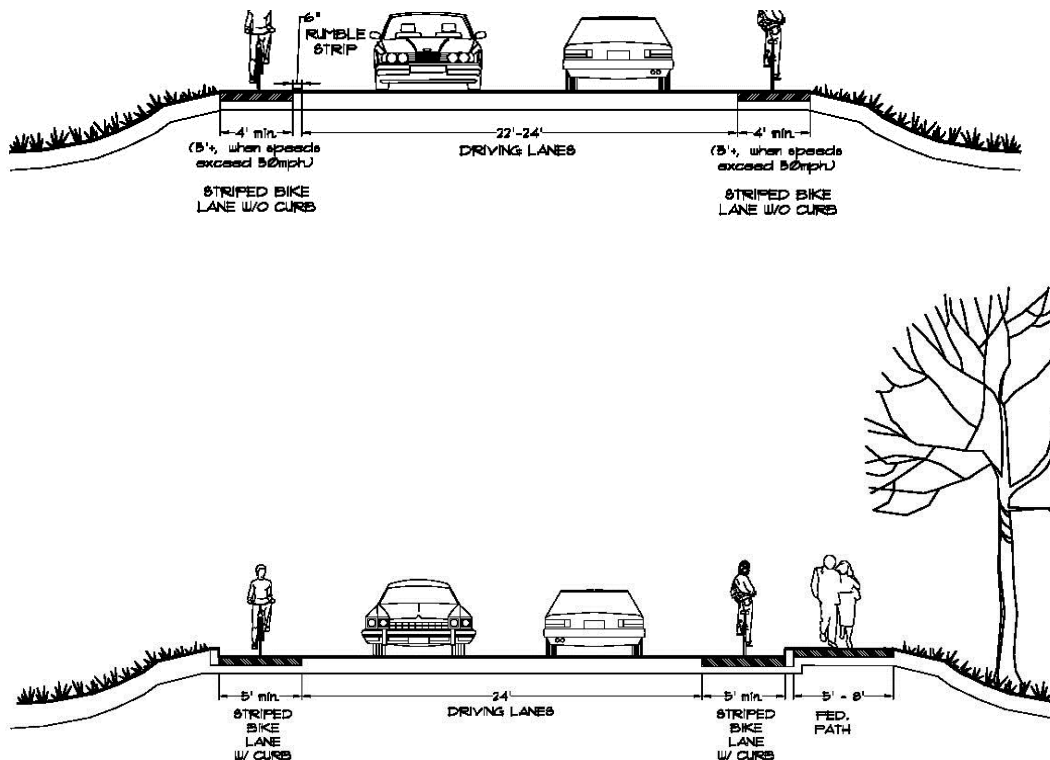 6"
RUMBLE
STRIP
4' min.
22'-24'
4' min.
(5'+, when speeds
exceed 50mph.)
DRIVING LANES
(5'+, when speeds
exceed 50mph.)
STRIPED BIKE
LANE W/O CURB
STRIPED BIKE
LANE W/O CURB
5' min.
24'
5' min.
5' - 8'
STRIPED
BIKE
LANE
W/ CURB
DRIVING LANES
STRIPED
BIKE
LANE
W/ CURB
PED.
PATH